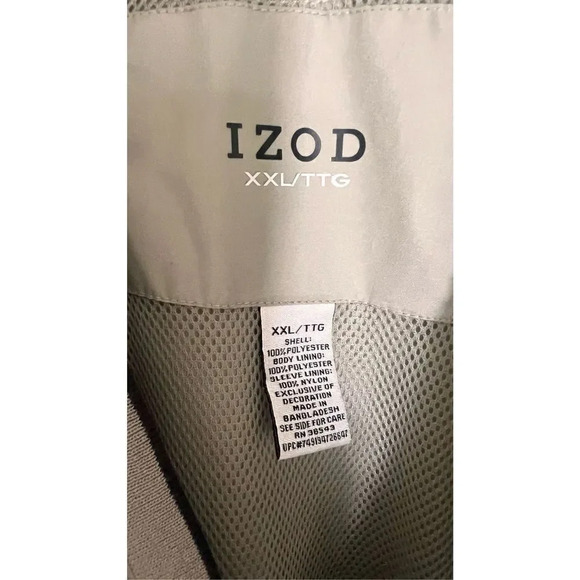 IZOD
XXL/TTG
XXL/TTG
SHELL:
100% POLYESTER
BODY LINING:
100% POLYESTER
SLEEVE LINING:
100% NYLON
EXCLUSIVE OF
DECORATION
MADE IN
BANGLADESH
SEE SIDE FOR CARE
RN 36543